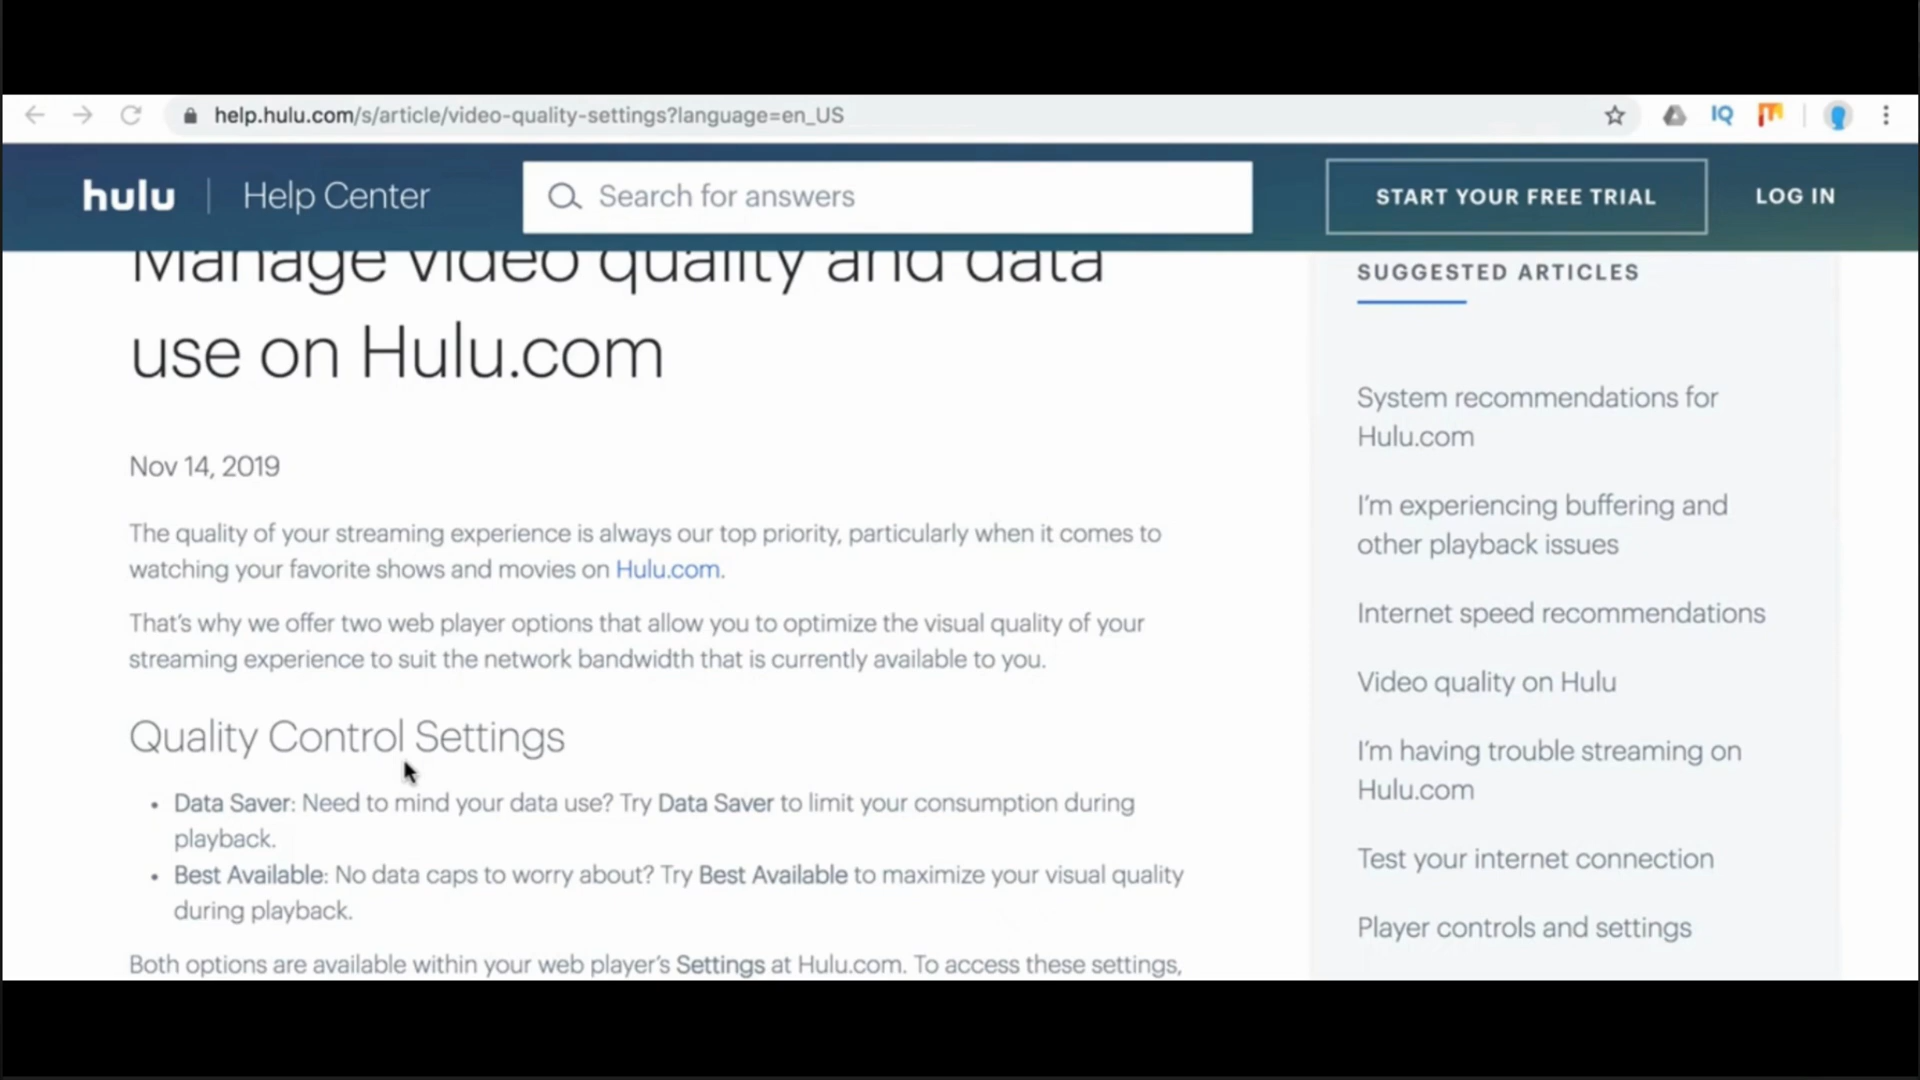 help.hulu.com/s/article/video-quality-settings?language=en_US
IQ
hulu
Help Center
Search for answers
START YOUR FREE TRIAL
LOG IN
Manage video quality and data
use on Hulu.com
Nov 14, 2019
The quality of your streaming experience is always our top priority, particularly when it comes to
watching your favorite shows and movies on Hulu.com.
That's why we offer two web player options that allow you to optimize the visual quality of your
streaming experience to suit the network bandwidth that is currently available to you.
Quality Control Settings
• Data Saver: Need to mind your data use? Try Data Saver to limit your consumption during
playback.
• Best Available: No data caps to worry about? Try Best Available to maximize your visual quality
during playback.
Both options are available within your web player's Settings at Hulu.com. To access these settings,
SUGGESTED ARTICLES
System recommendations for
Hulu.com
I'm experiencing buffering and
other playback issues
Internet speed recommendations
Video quality on Hulu
I'm having trouble streaming on
Hulu.com
Test your internet connection
Player controls and settings